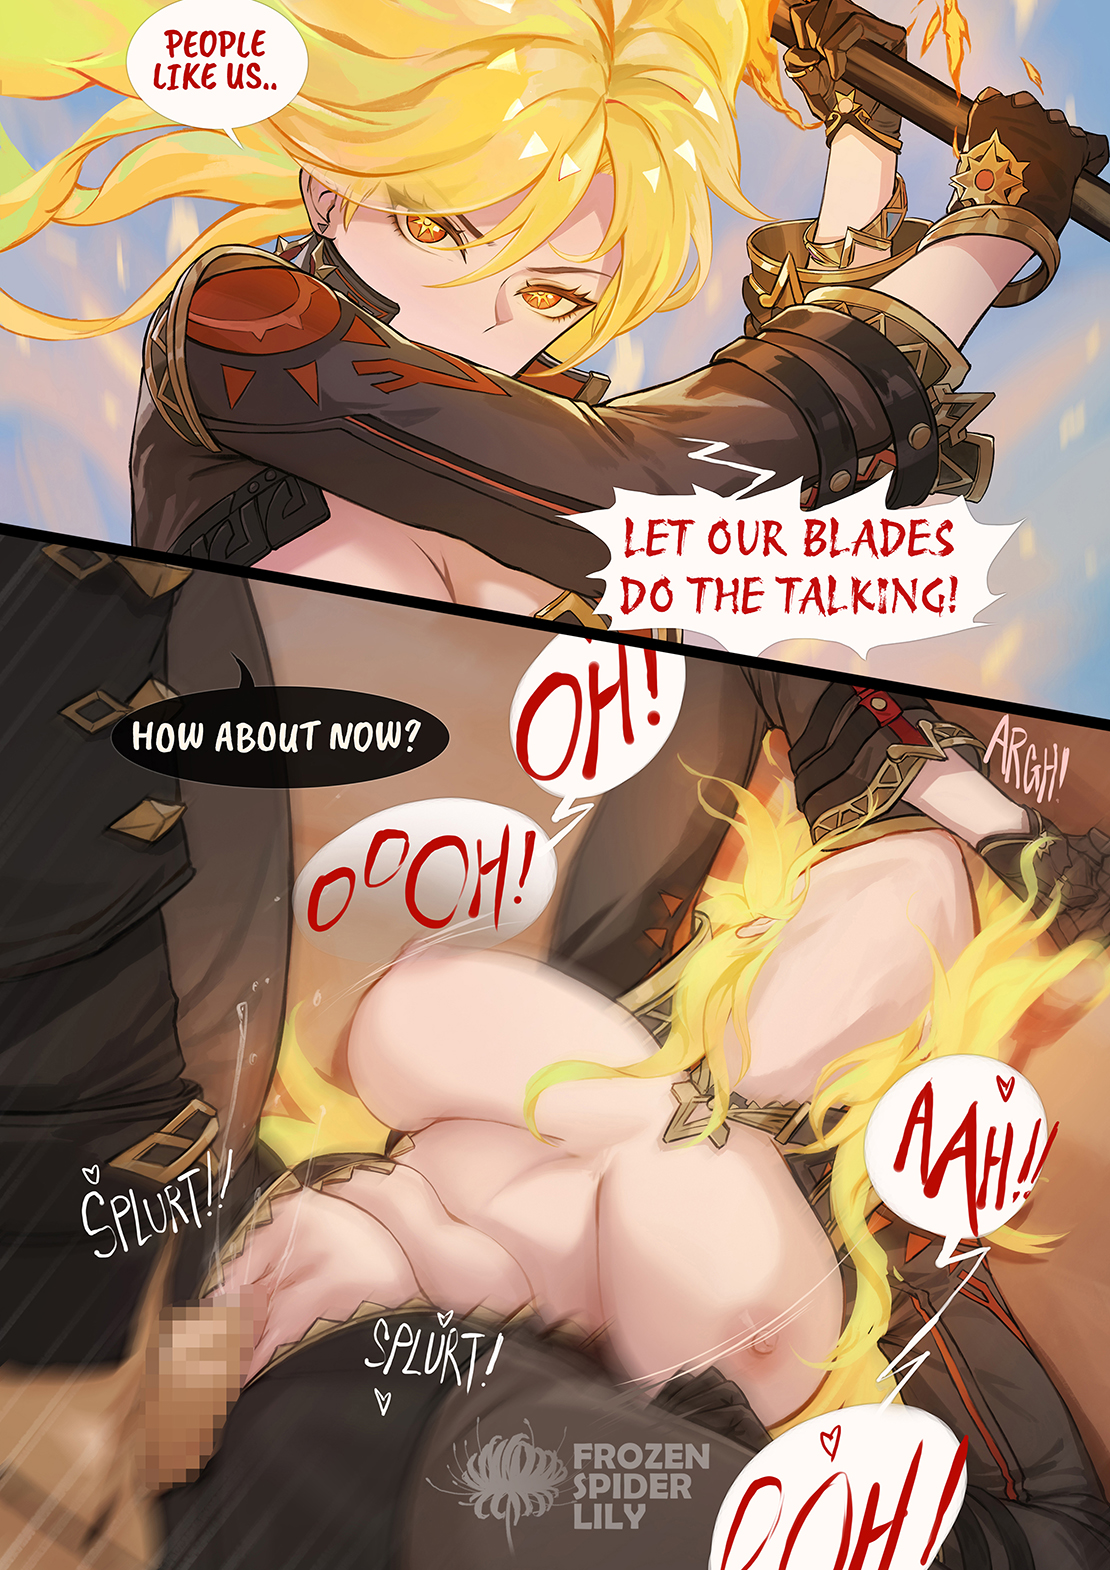 PEOPLE
LIKE US..
LET OUR BLADES
DO THE TALKING!
HOW ABOUT NOW?
OH!
ARGH!
OOOH!
AAH!!
SPLURT!!
SPLURT!
OOH!
FROZEN
SPIDER
LILY